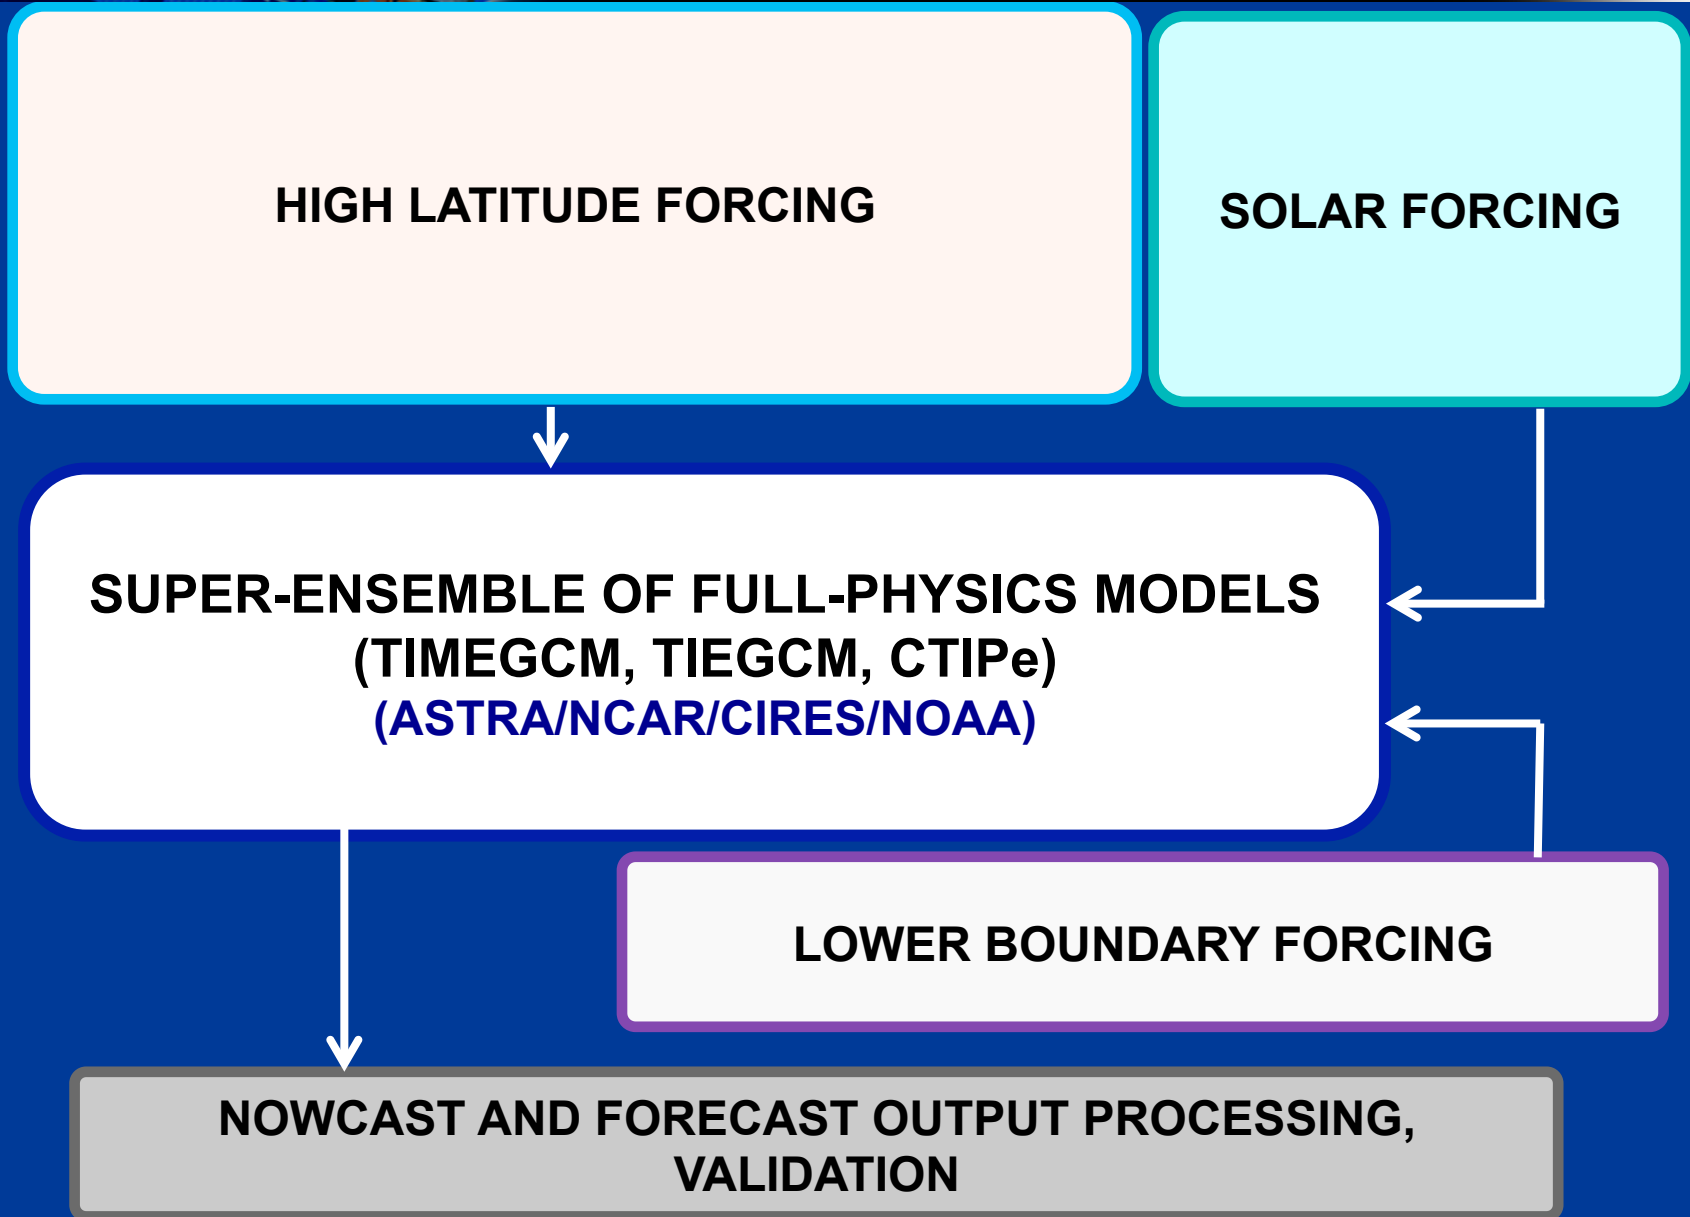 HIGH LATITUDE FORCING
SOLAR FORCING
SUPER-ENSEMBLE OF FULL-PHYSICS MODELS
(TIMEGCM, TIEGCM, CTIPe)
(ASTRA/NCAR/CIRES/NOAA)
LOWER BOUNDARY FORCING
NOWCAST AND FORECAST OUTPUT PROCESSING,
VALIDATION